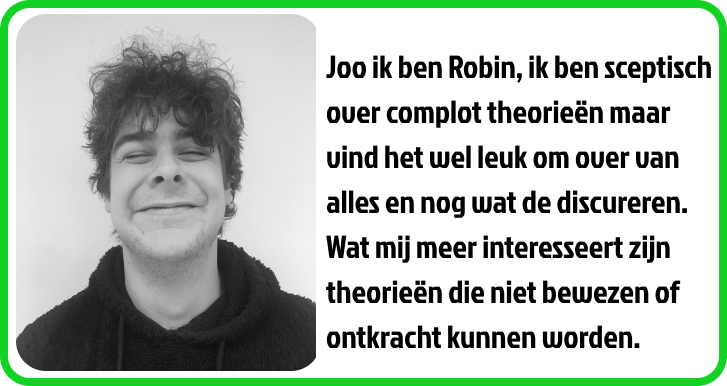 Joo ik ben Robin, ik ben sceptisch
over complot theorieën maar
vind het wel leuk om over van
alles en nog wat de discureren.
Wat mij meer interesseert zijn
theorieën die niet bewezen of
ontkracht kunnen worden.